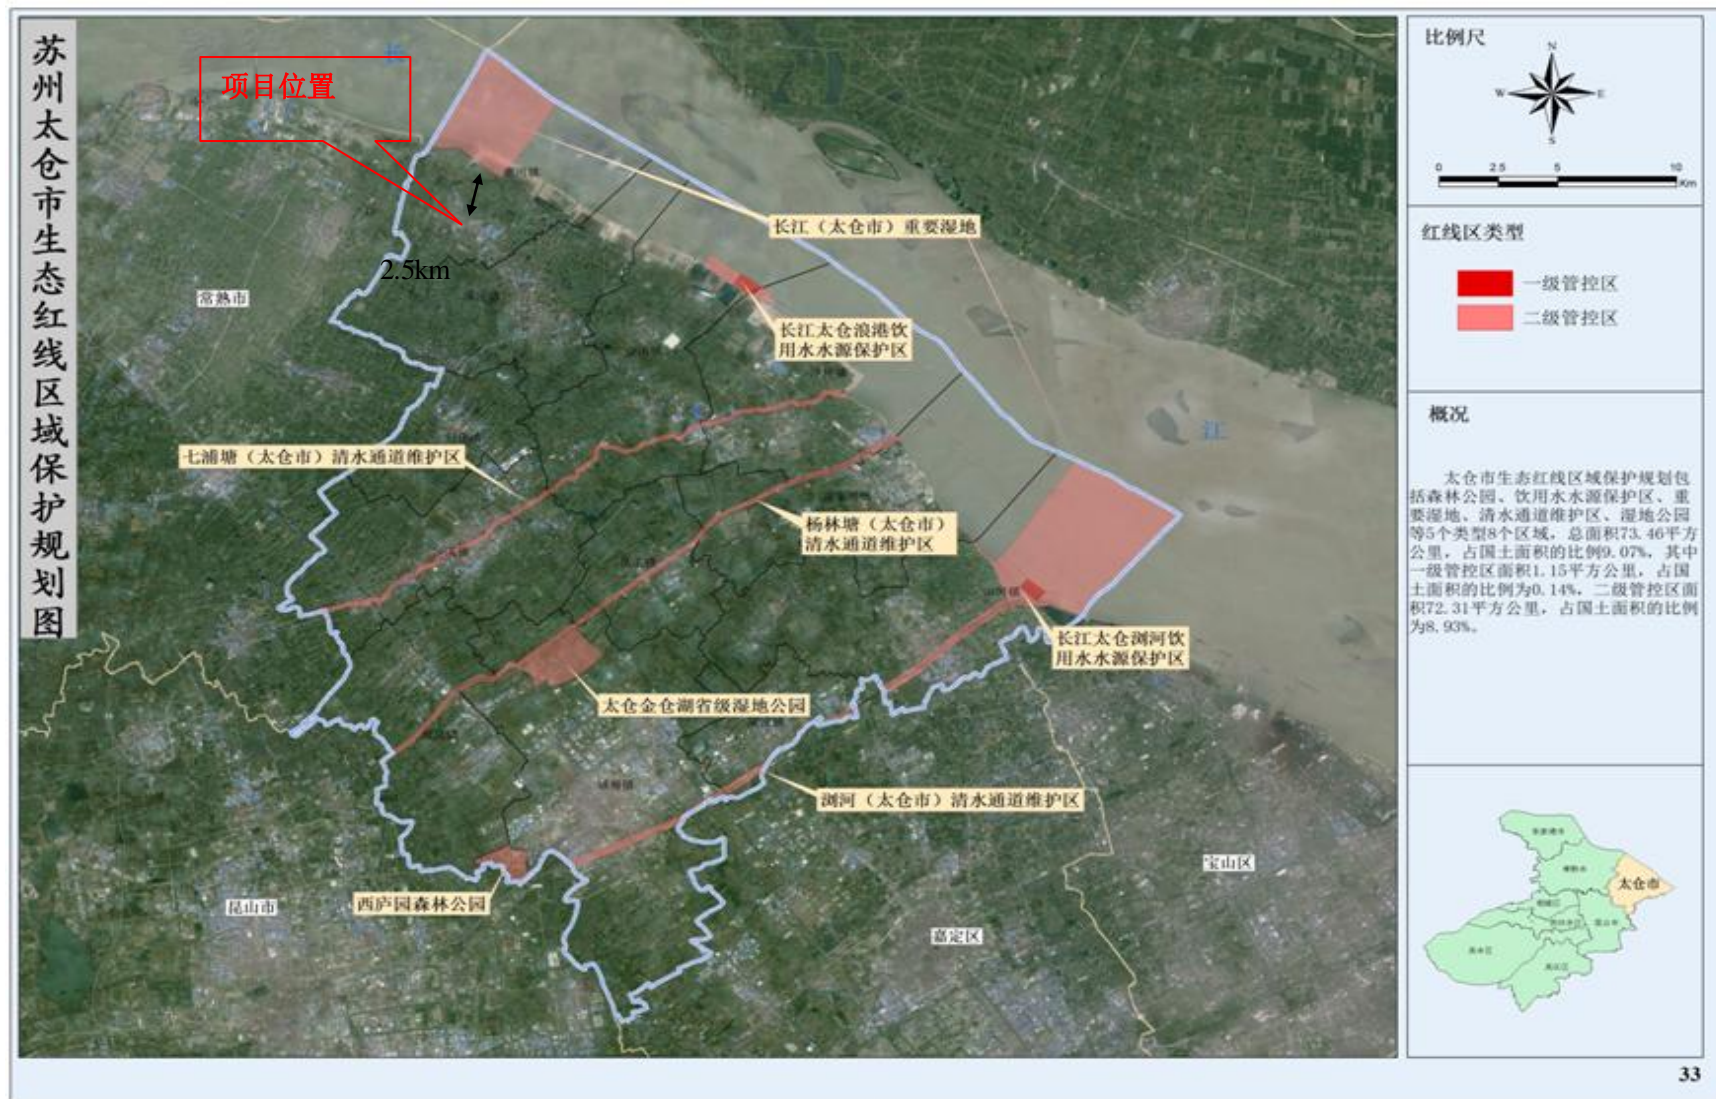 苏州太仓市生态红线区域保护规划图
长
项目位置
2.5km
常熟市
长江（太仓市）重要湿地
长江太仓浪港饮
用水水源保护区
江
七浦塘（太仓市）清水通道维护区
杨林塘（太仓市）
清水通道维护区
长江太仓浏河饮
用水水源保护区
太仓金仓湖省级湿地公园
浏河（太仓市）清水通道维护区
西庐园森林公园
昆山市
嘉定区
宝山区
比例尺
N
W
E
S
0 2.5 5 10
Km
红线区类型
一级管控区
二级管控区
概况
太仓市生态红线区域保护规划包
括森林公园、饮用水水源保护区、重
要湿地、清水通道维护区、湿地公园
等5个类型8个区域，总面积73.46平方
公里，占国土面积的比例9.07%，其中
一级管控区面积1.15平方公里，占国
土面积的比例为0.14%，二级管控区面
积72.31平方公里，占国土面积的比例
为8.93%。
太仓市
33